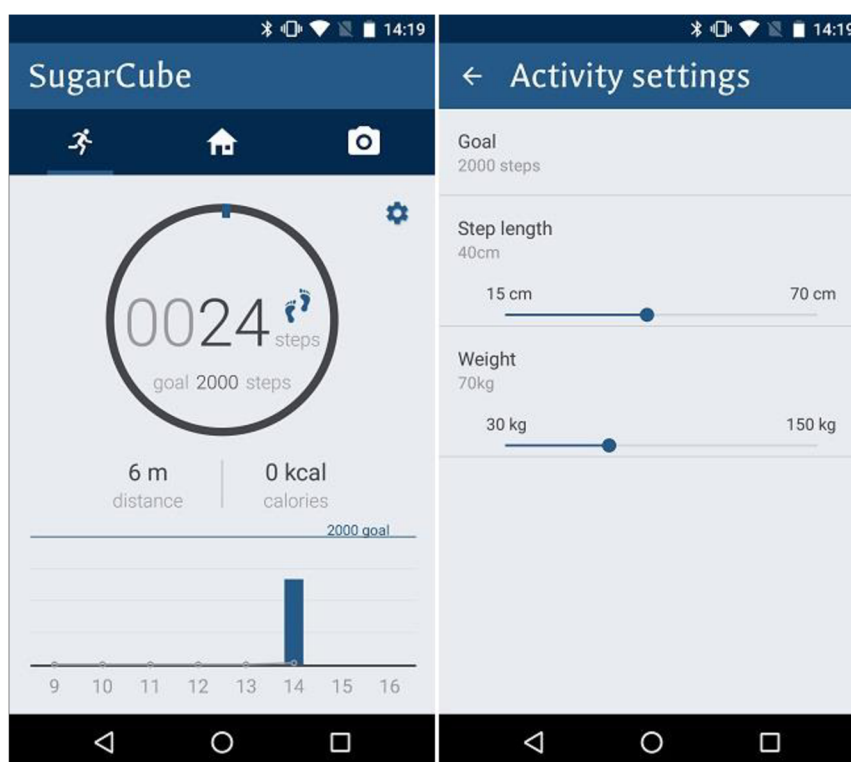 14:19
SugarCube
0024 steps
goal 2000 steps
6 m
distance
0 kcal
calories
2000 goal
9 10 11 12 13 14 15 16
14:19
Activity settings
Goal
2000 steps
Step length
40cm
15 cm 70 cm
Weight
70kg
30 kg 150 kg